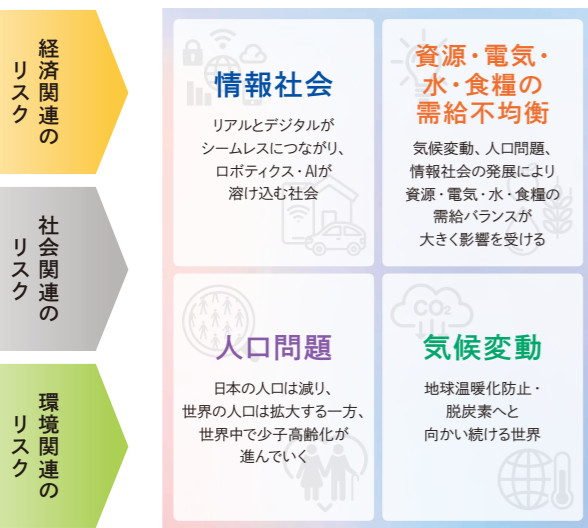 経済関連の
リスク
社会関連の
リスク
環境関連の
リスク
情報社会
リアルとデジタルが
シームレスにつながり、
ロボティクス・AIが
溶け込む社会
資源・電気・
水・食糧の
需給不均衡
気候変動、人口問題、
情報社会の発展により
資源・電気・水・食糧の
需給バランスが
大きく影響を受ける
人口問題
日本の人口は減り、
世界の人口は拡大する一方、
世界中で少子高齢化が
進んでいく
CO₂
気候変動
地球温暖化防止・
脱炭素へと
向かい続ける世界